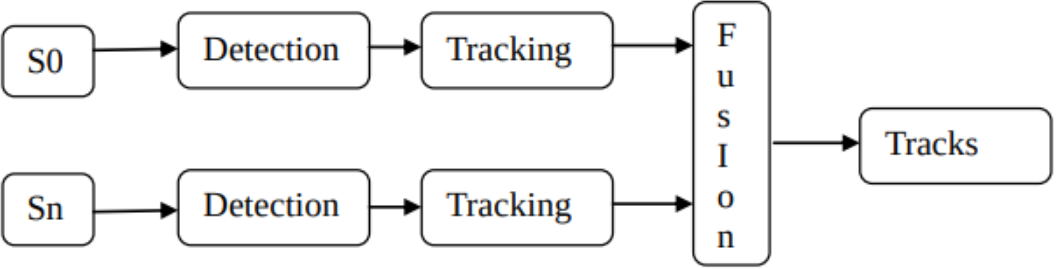 S0
Detection
Tracking
F
u
s
I
o
n
Tracks
Sn
Detection
Tracking